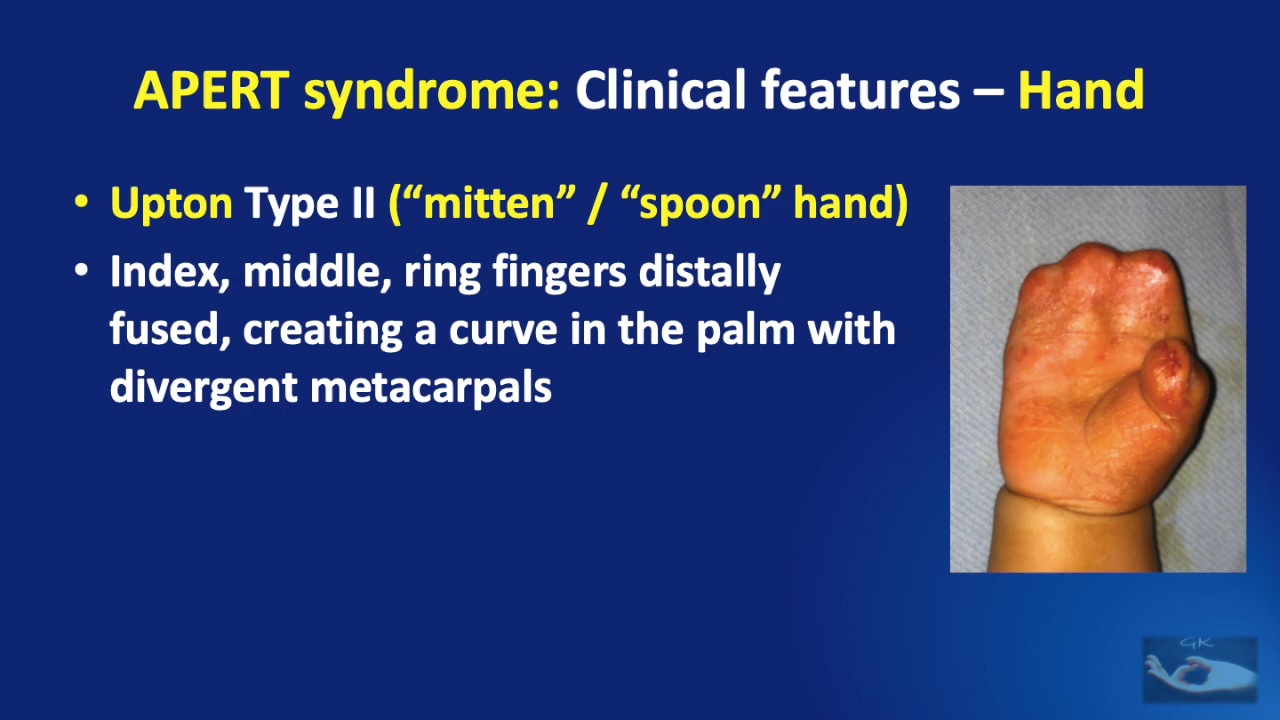 APERT syndrome: Clinical features – Hand
• Upton Type II (“mitten” / “spoon” hand)
• Index, middle, ring fingers distally
fused, creating a curve in the palm with
divergent metacarpals
GK